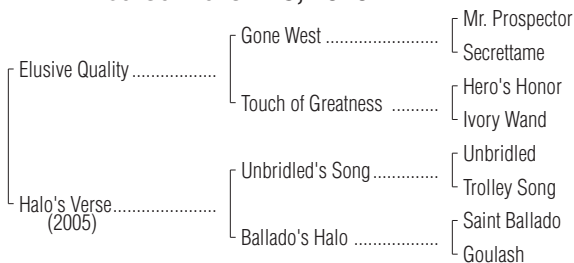 Mr. Prospector
Gone West ..........................
Secrettame
Elusive Quality ..................
Hero's Honor
Touch of Greatness ..........
Ivory Wand
Unbridled
Unbridled's Song ...............
Trolley Song
Halo's Verse ......................
(2005)
Saint Ballado
Ballado's Halo ..................
Goulash